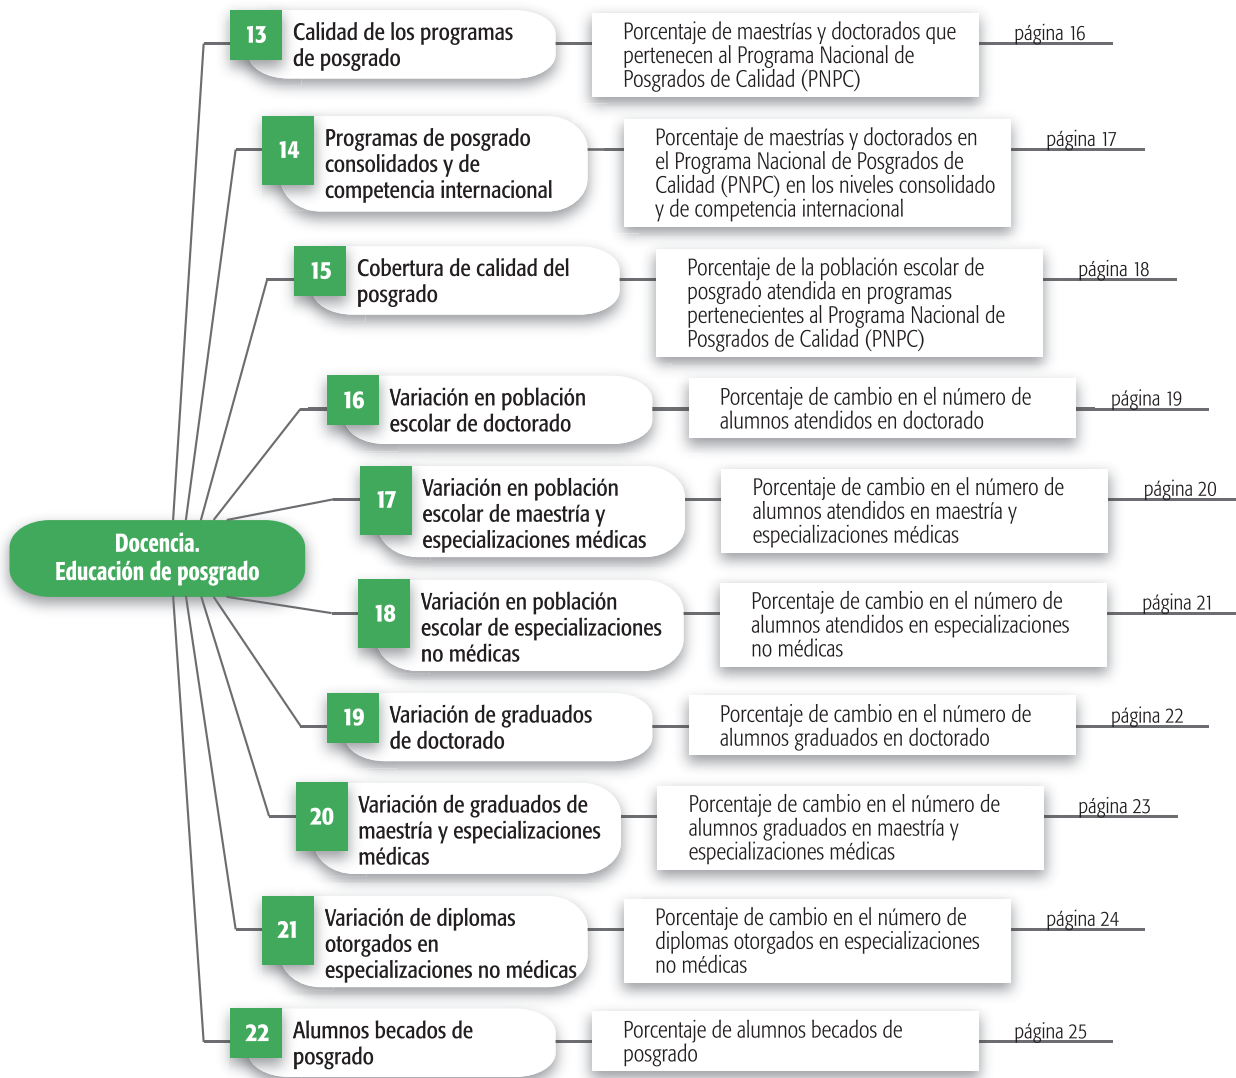 13
Calidad de los programas
de posgrado
Porcentaje de maestrías y doctorados que
pertenecen al Programa Nacional de
Posgrados de Calidad (PNPC)
página 16
14
Programas de posgrado
consolidados y de
competencia internacional
Porcentaje de maestrías y doctorados en
el Programa Nacional de Posgrados de
Calidad (PNPC) en los niveles consolidado
y de competencia internacional
página 17
15
Cobertura de calidad del
posgrado
Porcentaje de la población escolar de
posgrado atendida en programas
pertenecientes al Programa Nacional de
Posgrados de Calidad (PNPC)
página 18
16
Variación en población
escolar de doctorado
Porcentaje de cambio en el número de
alumnos atendidos en doctorado
página 19
17
Variación en población
escolar de maestría y
especializaciones médicas
Porcentaje de cambio en el número de
alumnos atendidos en maestría y
especializaciones médicas
página 20
Docencia.
Educación de posgrado
18
Variación en población
escolar de especializaciones
no médicas
Porcentaje de cambio en el número de
alumnos atendidos en especializaciones
no médicas
página 21
19
Variación de graduados
de doctorado
Porcentaje de cambio en el número de
alumnos graduados en doctorado
página 22
20
Variación de graduados de
maestría y especializaciones
médicas
Porcentaje de cambio en el número de
alumnos graduados en maestría y
especializaciones médicas
página 23
21
Variación de diplomas
otorgados en
especializaciones no médicas
Porcentaje de cambio en el número de
diplomas otorgados en especializaciones
no médicas
página 24
22
Alumnos becados de
posgrado
Porcentaje de alumnos becados de
posgrado
página 25